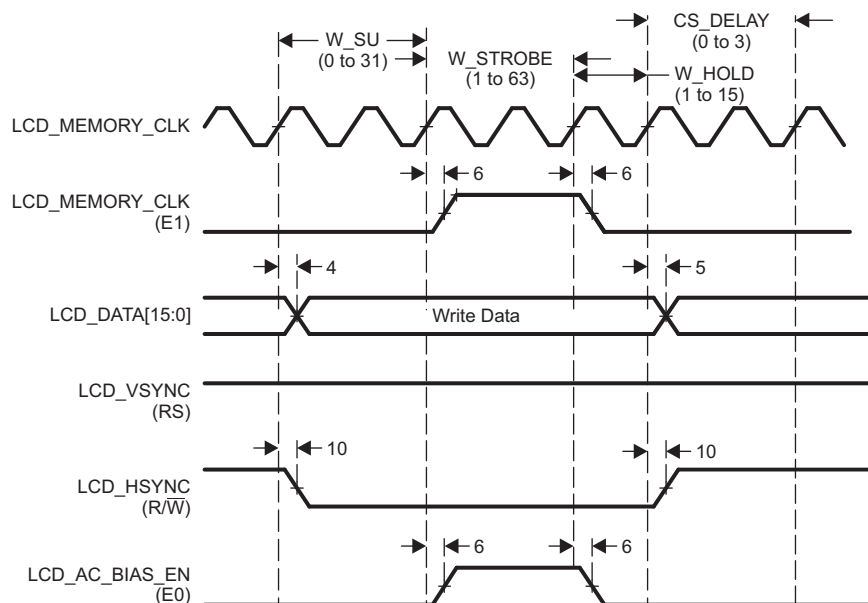 CS_DELAY
(0 to 3)
W_SU
(0 to 31)
W_STROBE
(1 to 63)
W_HOLD
(1 to 15)
LCD_MEMORY_CLK
6
6
LCD_MEMORY_CLK
(E1)
4
5
LCD_DATA[15:0]
Write Data
LCD_VSYNC
(RS)
10
10
LCD_HSYNC
(R/W̅)
6
6
LCD_AC_BIAS_EN
(E0)